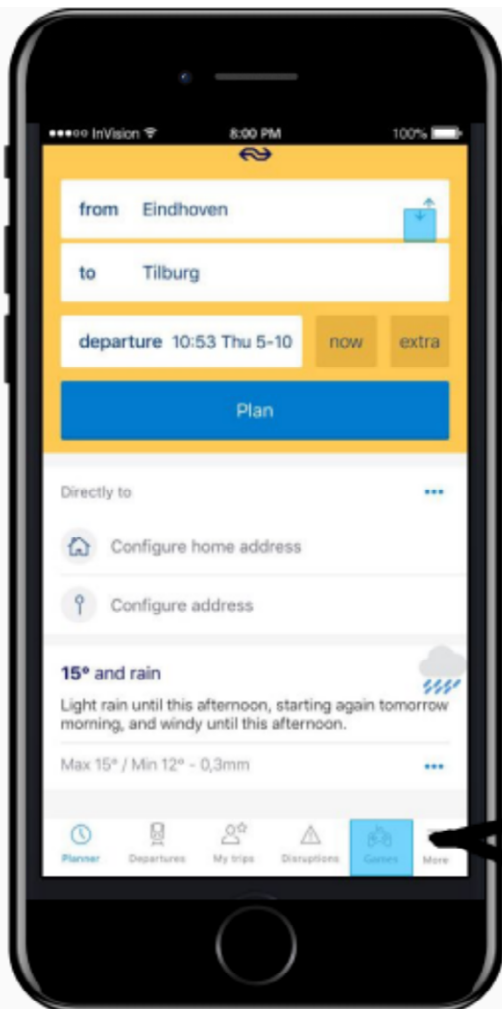 InVision 8:00 PM 100%
from Eindhoven
to Tilburg
departure 10:53 Thu 5-10 now extra
Plan
Directly to
Configure home address
Configure address
15° and rain
Light rain until this afternoon, starting again tomorrow
morning, and windy until this afternoon.
Max 15° / Min 12° - 0,3mm
Planner Departures My trips Disruptions Games More